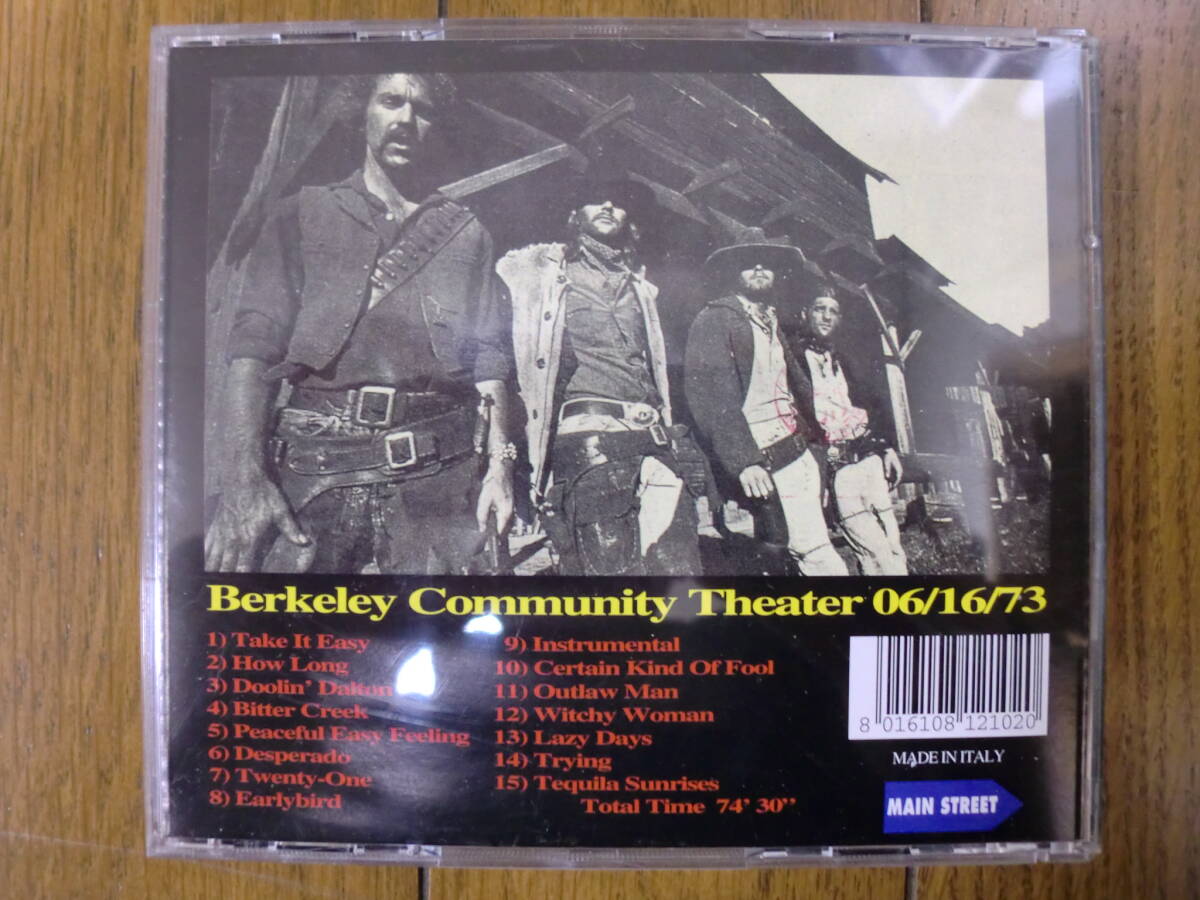 Berkeley Community Theater 06/16/73
1) Take It Easy
2) How Long
3) Doolin' Dalton
4) Bitter Creek
5) Peaceful Easy Feeling
6) Desperado
7) Twenty-One
8) Earlybird
9) Instrumental
10) Certain Kind Of Fool
11) Outlaw Man
12) Witchy Woman
13) Lazy Days
14) Trying
15) Tequila Sunrises
Total Time 74' 30''
8 016108 121020
MADE IN ITALY
MAIN STREET